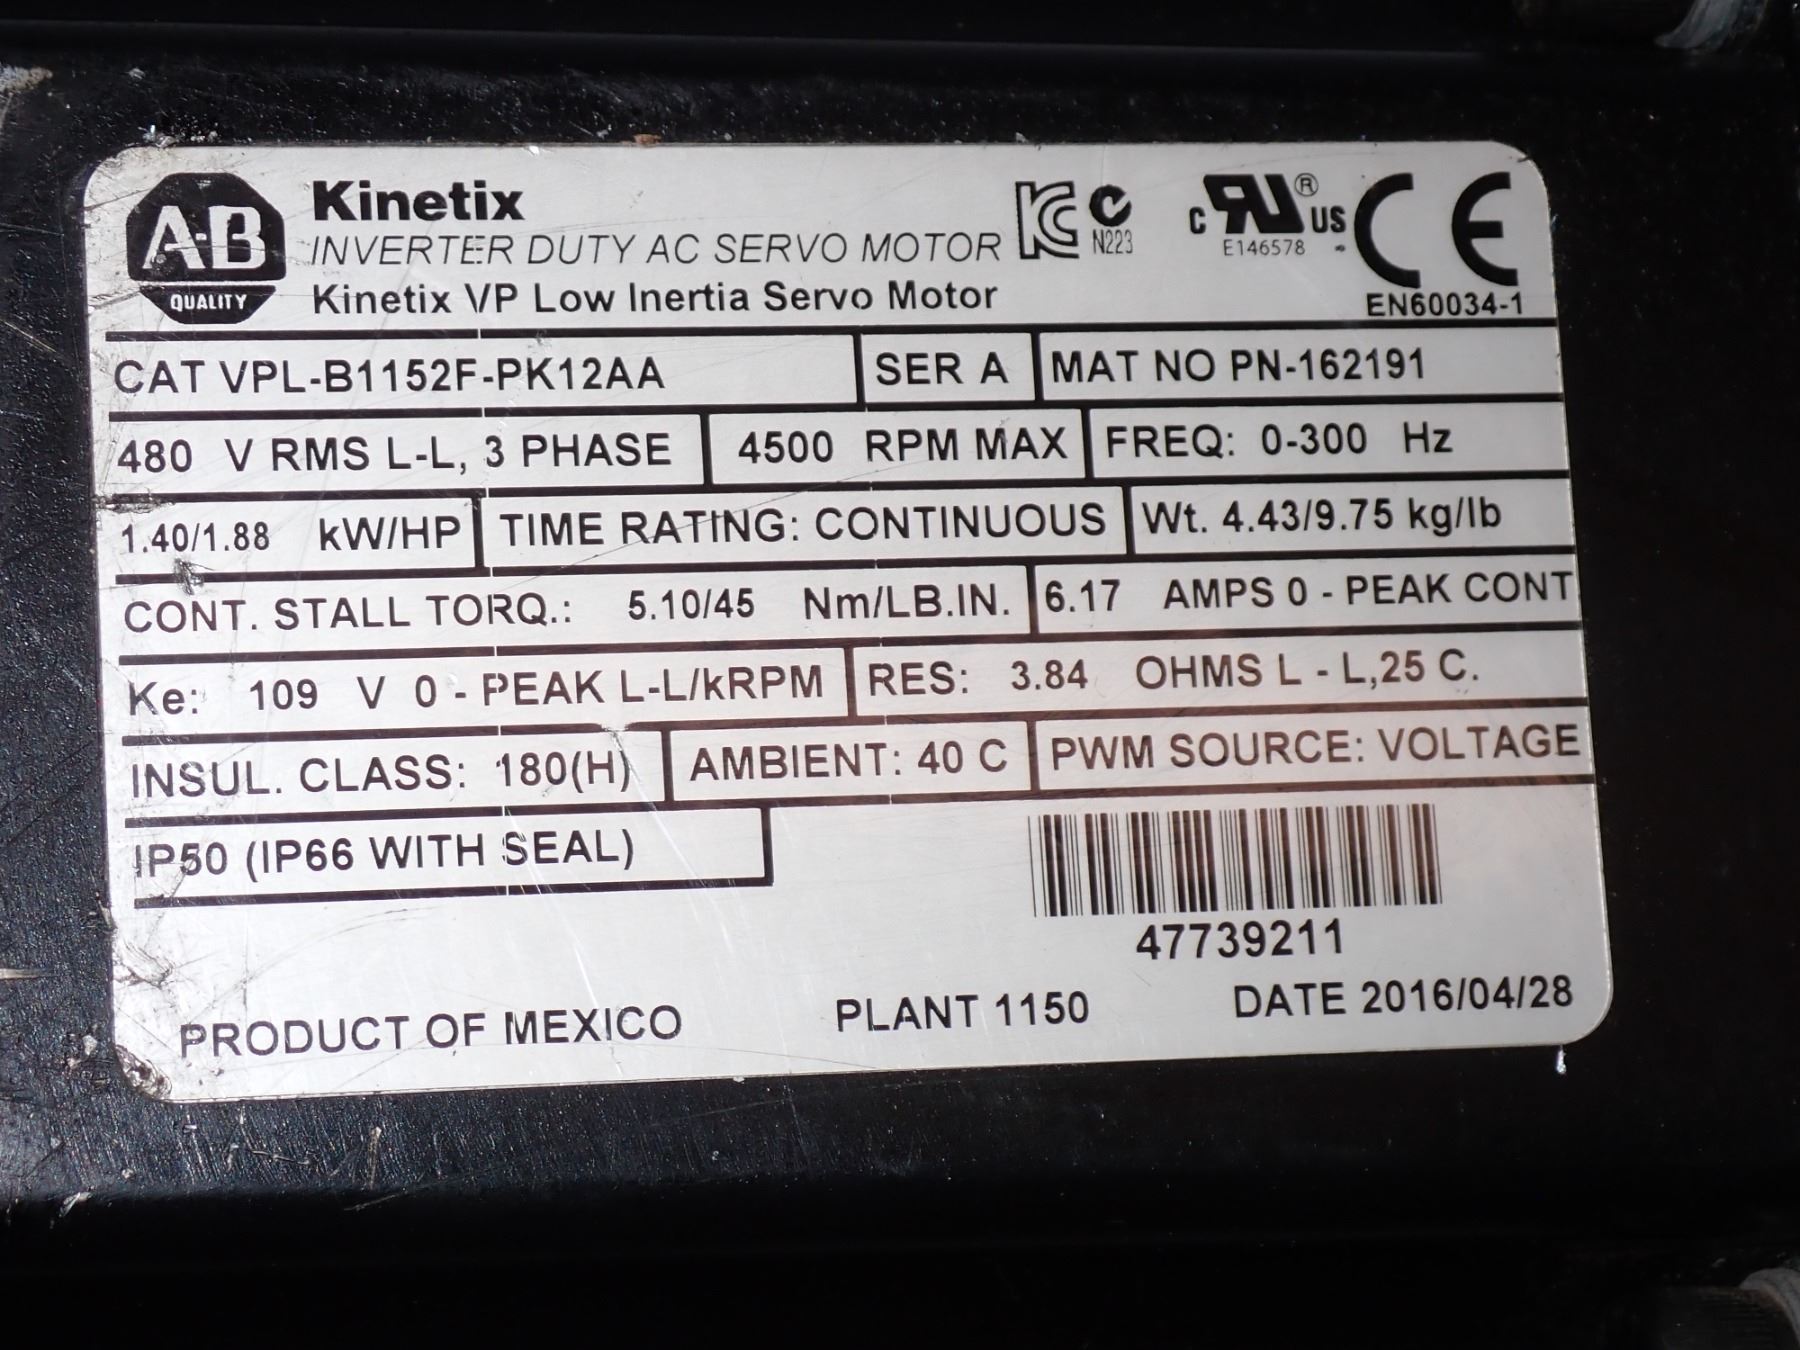 A-B QUALITY
Kinetix
INVERTER DUTY AC SERVO MOTOR
Kinetix VP Low Inertia Servo Motor
KC N223
c RU ® US
E146578
CE
EN60034-1
CAT VPL-B1152F-PK12AA SER A MAT NO PN-162191
480 V RMS L-L, 3 PHASE 4500 RPM MAX FREQ: 0-300 Hz
1.40/1.88 kW/HP TIME RATING: CONTINUOUS Wt. 4.43/9.75 kg/lb
CONT. STALL TORQ.: 5.10/45 Nm/LB.IN. 6.17 AMPS 0 - PEAK CONT
Ke: 109 V 0 - PEAK L-L/kRPM RES: 3.84 OHMS L - L,25 C.
INSUL. CLASS: 180(H) AMBIENT: 40 C PWM SOURCE: VOLTAGE
IP50 (IP66 WITH SEAL)
47739211
PRODUCT OF MEXICO PLANT 1150 DATE 2016/04/28